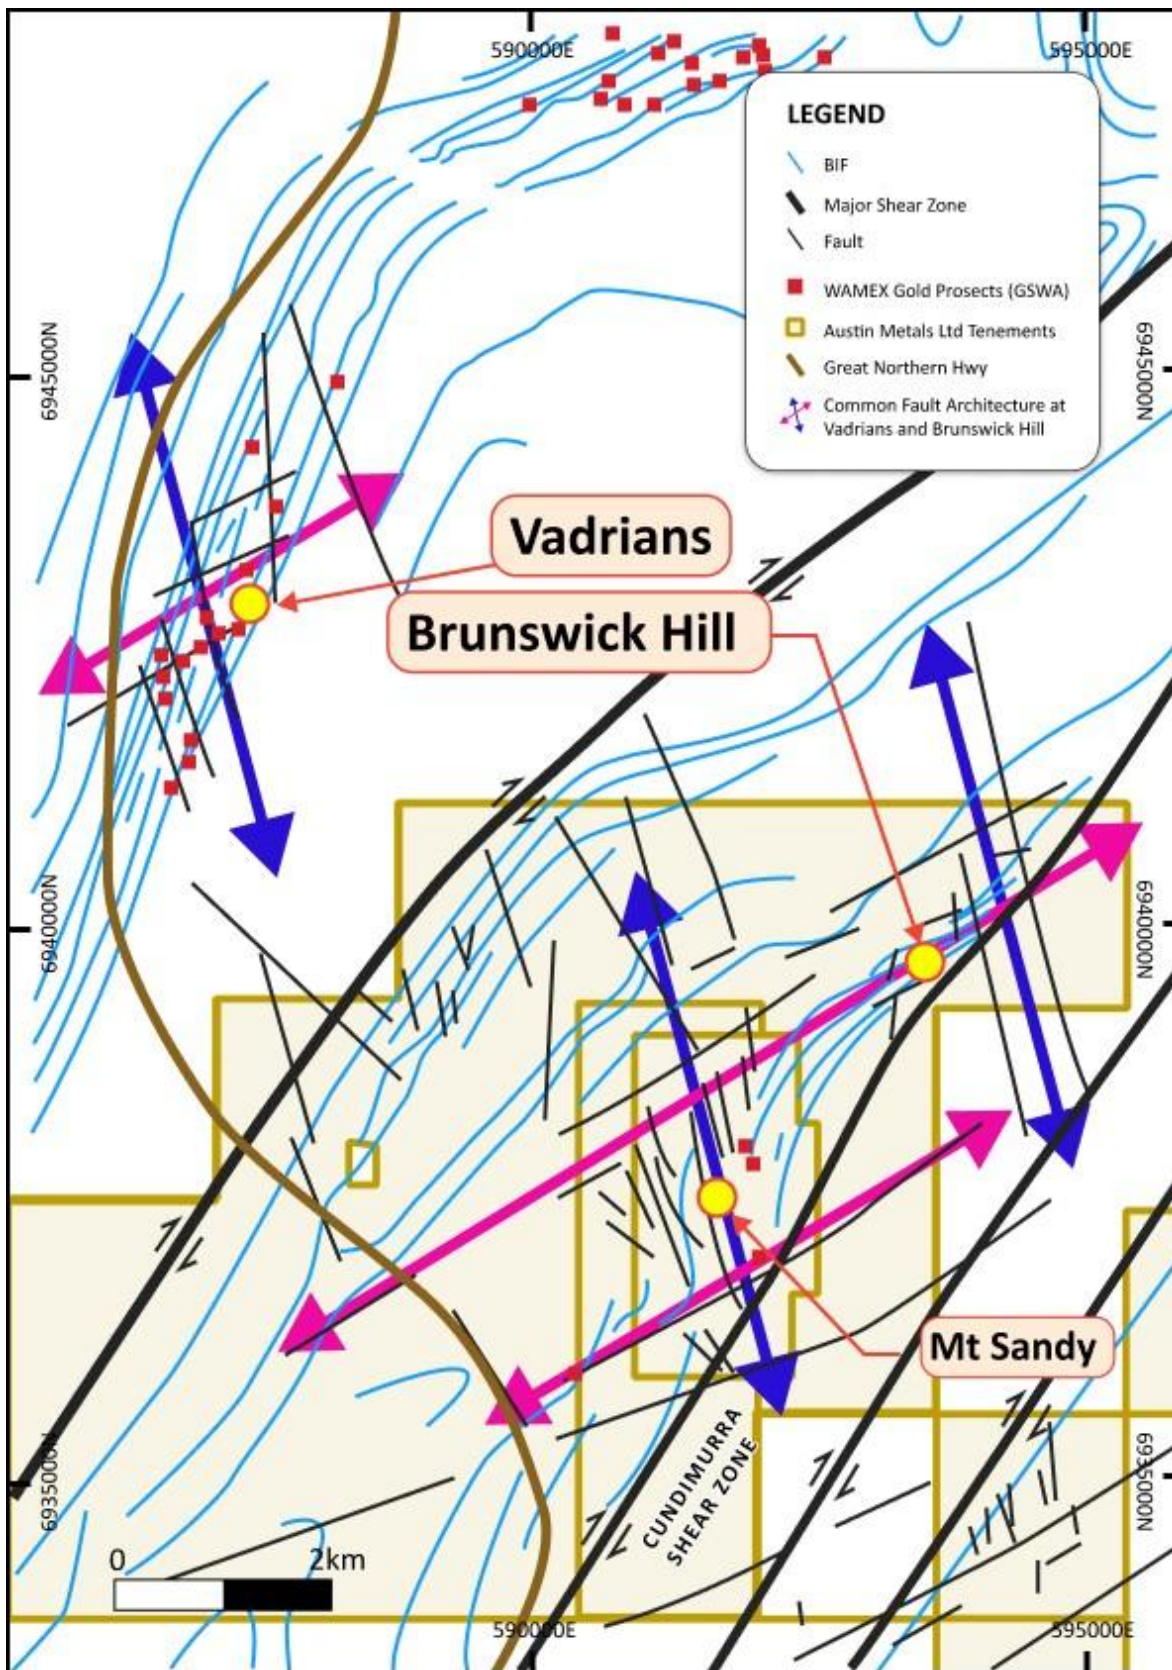 590000E
595000E
LEGEND
BIF
Major Shear Zone
Fault
WAMEX Gold Prosects (GSWA)
Austin Metals Ltd Tenements
Great Northern Hwy
Common Fault Architecture at
Vadrians and Brunswick Hill
6945000N
6945000N
Vadrians
Brunswick Hill
6940000N
6940000N
Mt Sandy
CUNDIMURRA
SHEAR ZONE
6935000N
6935000N
0 2km
590000E
595000E